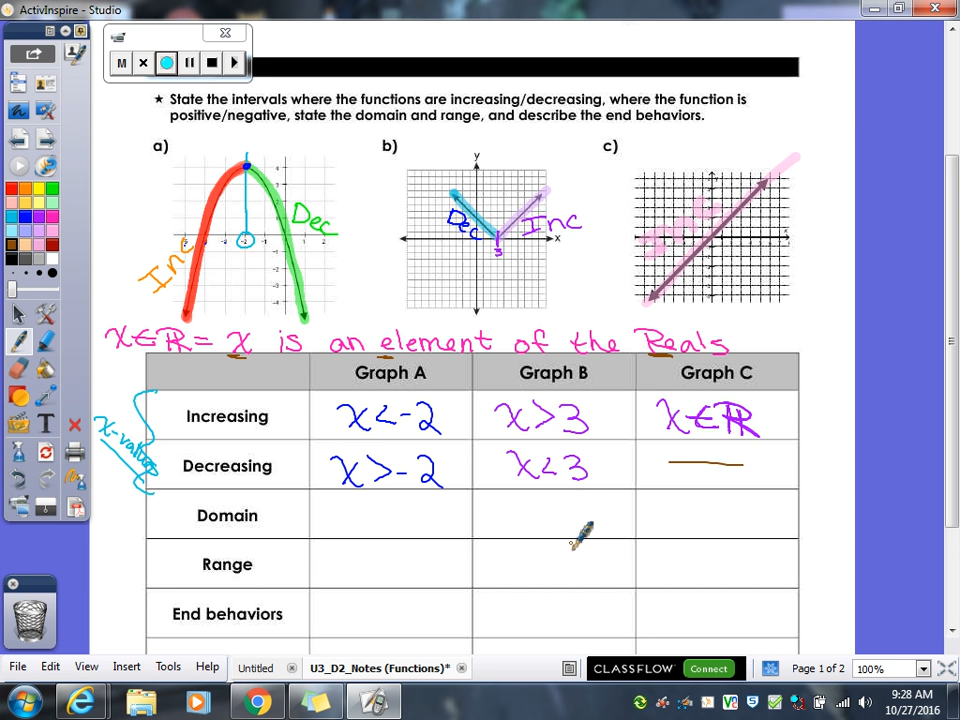 ActivInspire - Studio
M
★ State the intervals where the functions are increasing/decreasing, where the function is
positive/negative, state the domain and range, and describe the end behaviors.
a)
b)
c)
y
x
Inc
Dec
-2
Dec
Inc
3
Inc
x∈ℝ = x is an element of the Reals
Graph A
Graph B
Graph C
x-values
Increasing
x<-2
x>3
x∈ℝ
Decreasing
x>-2
x<3
—
Domain
Range
End behaviors
File
Edit
View
Insert
Tools
Help
Untitled
U3_D2_Notes (Functions)*
CLASSFLOW
Connect
Page 1 of 2
100%
9:28 AM
10/27/2016